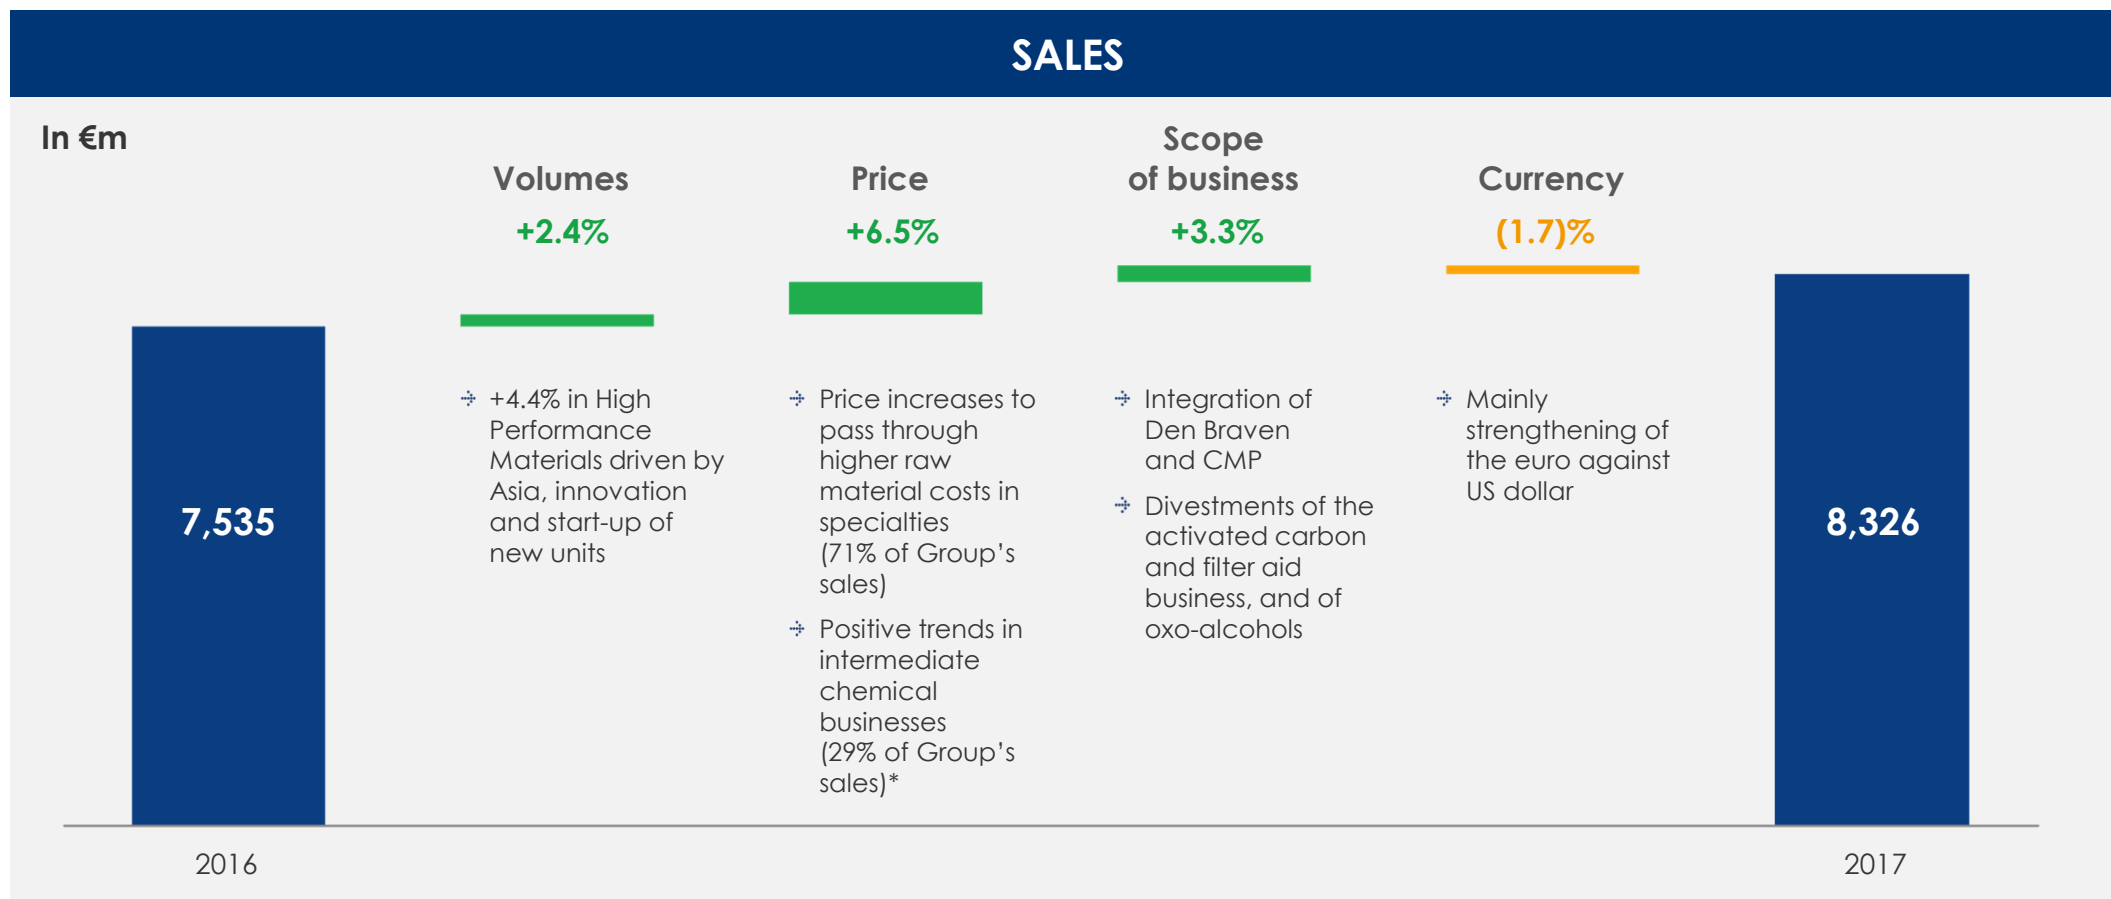 SALES
In €m
Volumes
+2.4%
Price
+6.5%
Scope
of business
+3.3%
Currency
(1.7)%
7,535
+4.4% in High
Performance
Materials driven by
Asia, innovation
and start-up of
new units
Price increases to
pass through
higher raw
material costs in
specialties
(71% of Group’s
sales)
Positive trends in
intermediate
chemical
businesses
(29% of Group’s
sales)*
Integration of
Den Braven
and CMP
Divestments of the
activated carbon
and filter aid
business, and of
oxo-alcohols
Mainly
strengthening of
the euro against
US dollar
8,326
2016
2017